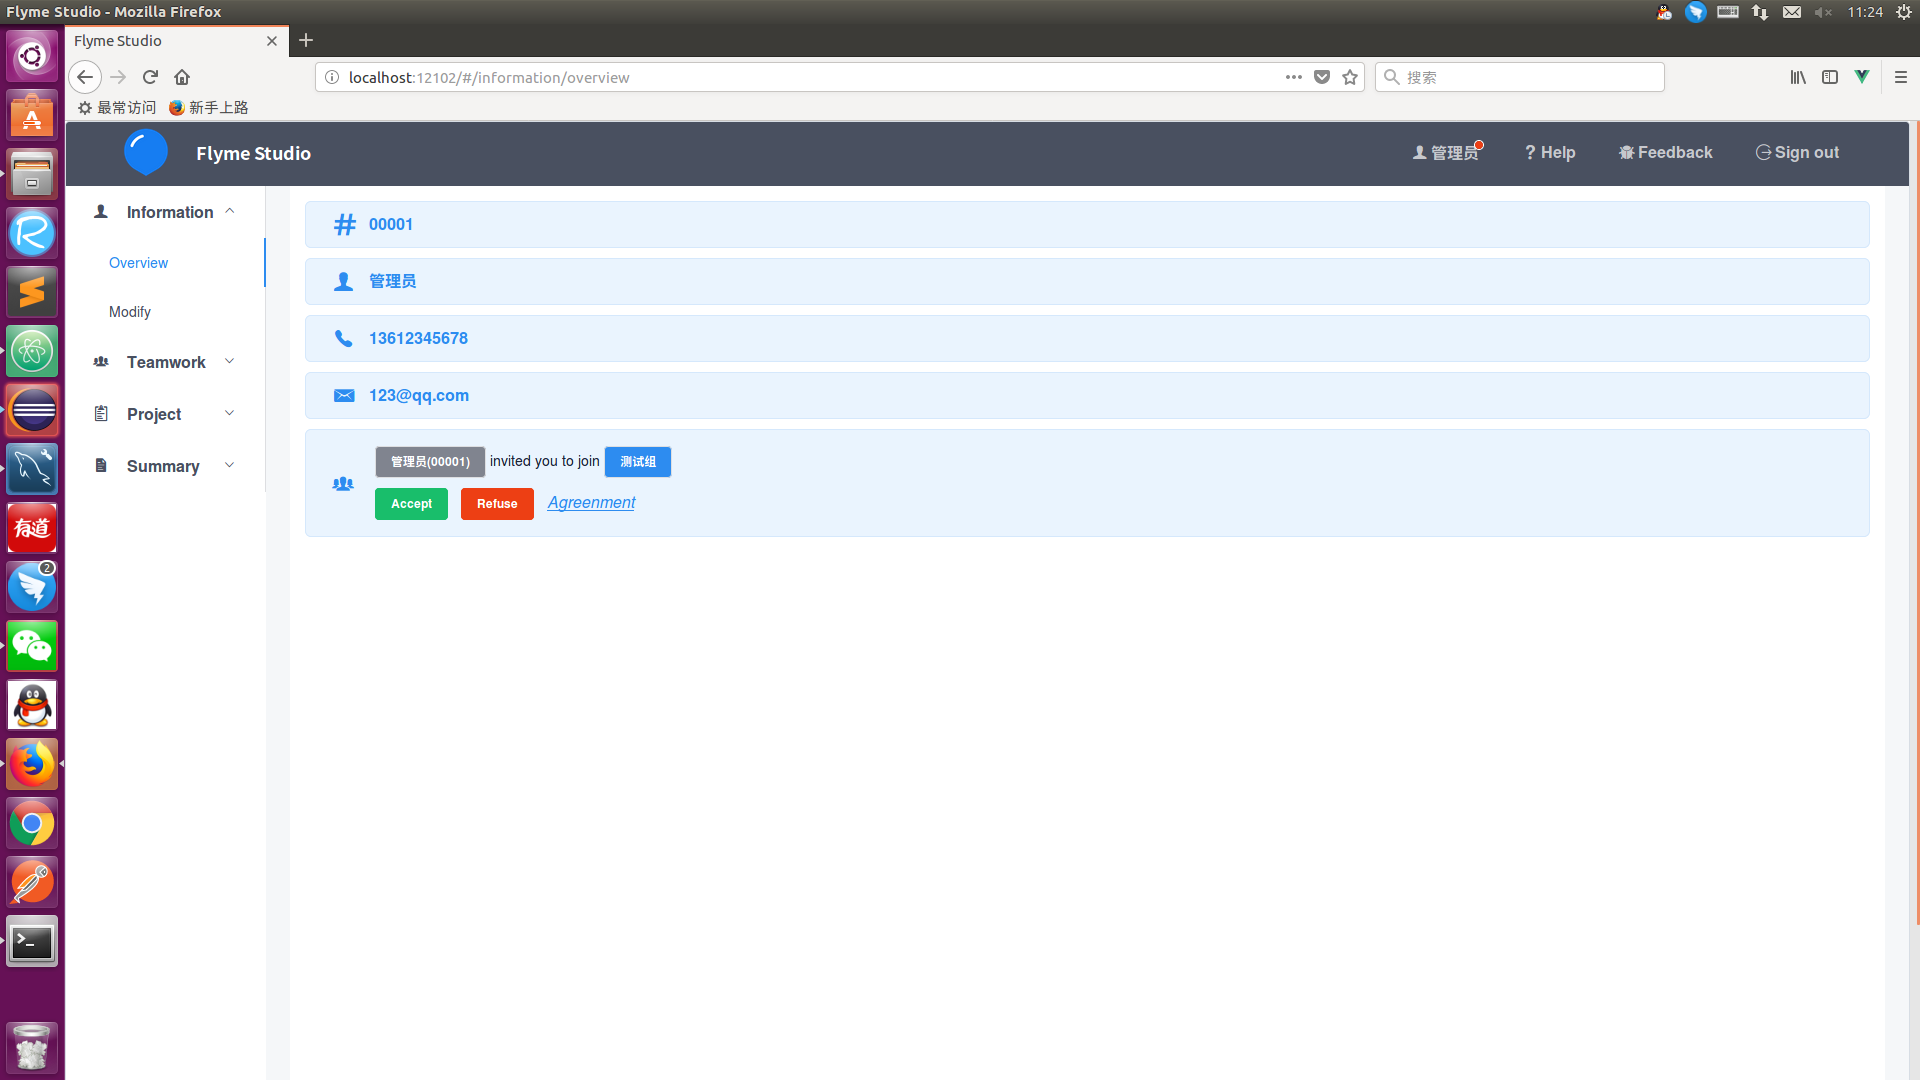 Flyme Studio - Mozilla Firefox
11:24
Flyme Studio
localhost:12102/#/information/overview
搜索
最常访问 新手上路
Flyme Studio
管理员
? Help
Feedback
Sign out
Information
Overview
Modify
Teamwork
Project
Summary
# 00001
管理员
13612345678
123@qq.com
管理员(00001) invited you to join 测试组
Accept Refuse Agreenment
有道
2